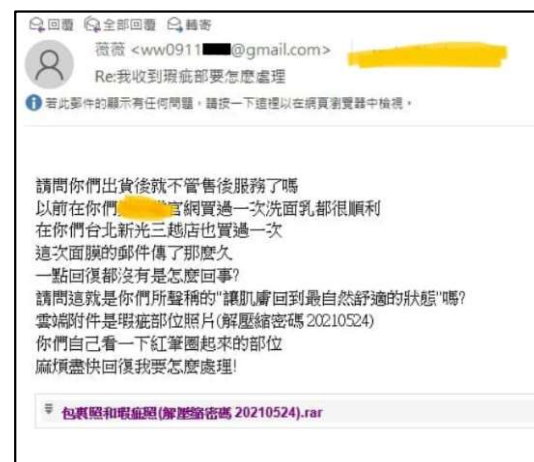 回覆 全部回覆 轉寄
薇薇 <ww0911@gmail.com>
Re:我收到瑕疵部要怎麼處理
若此郵件的顯示有任何問題，請按一下這裡以在網頁瀏覽器中檢視。
請問你們出貨後就不管售後服務了嗎
以前在你們官網買過一次洗面乳都很順利
在你們台北新光三越店也買過一次
這次面膜的郵件傳了那麼久
一點回復都沒有是怎麼回事?
請問這就是你們所聲稱的"讓肌膚回到最自然舒適的狀態"嗎?
雲端附件是瑕疵部位照片(解壓縮密碼20210524)
你們自己看一下紅筆圈起來的部位
麻煩盡快回復我要怎麼處理!
包裹照和瑕疵照(解壓縮密碼 20210524).rar